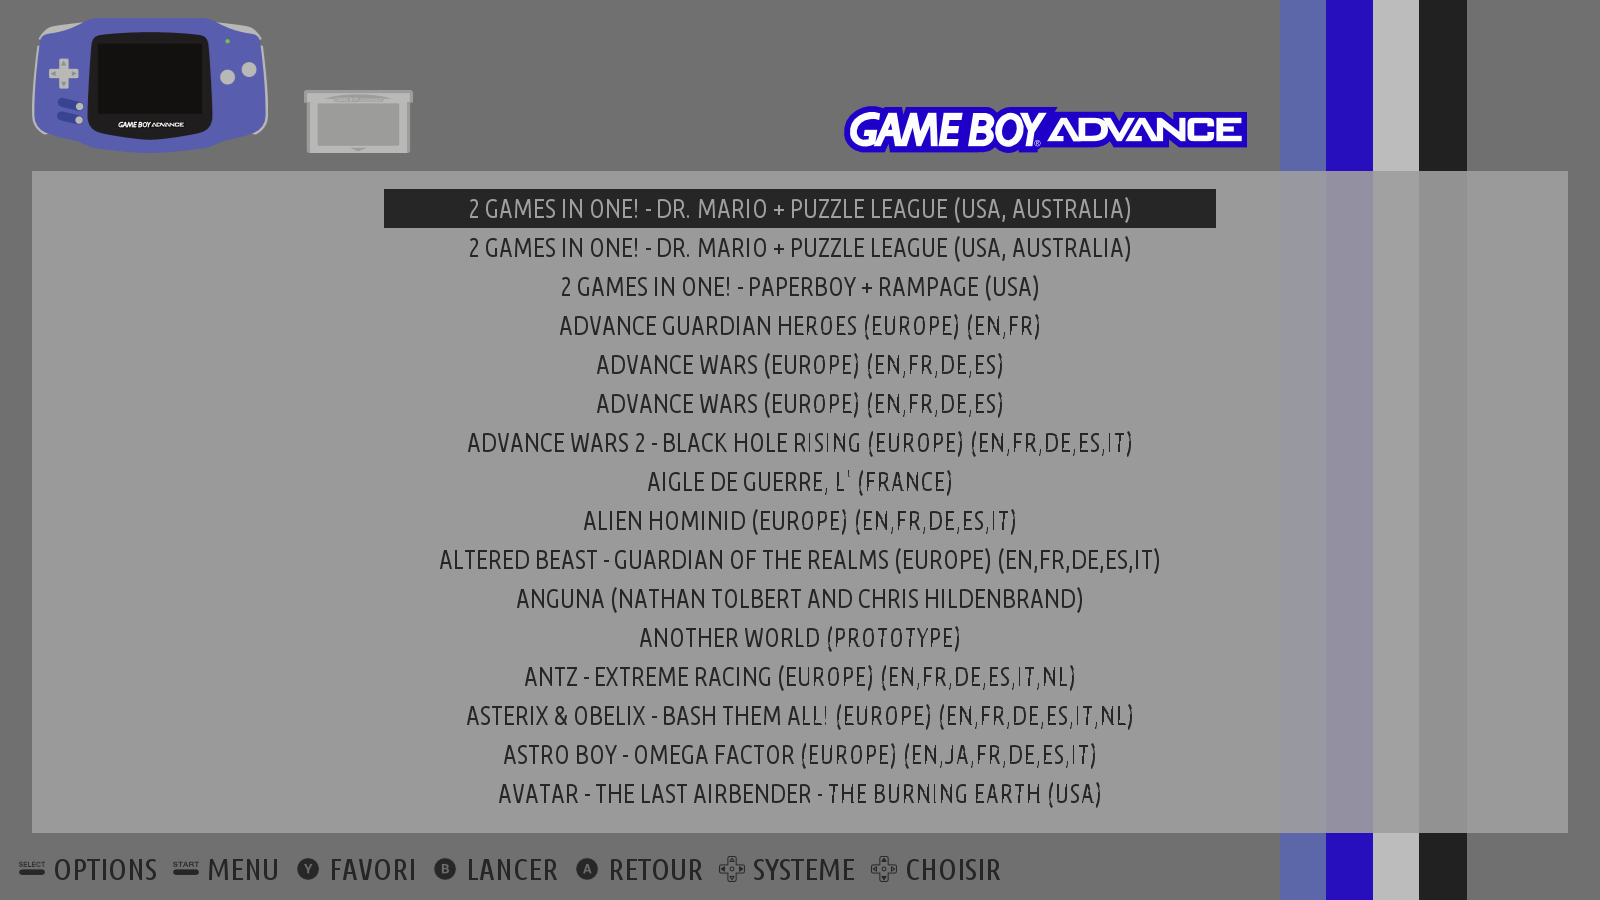 GAME BOY ADVANCE
GAME BOY ADVANCE
2 GAMES IN ONE! - DR. MARIO + PUZZLE LEAGUE (USA, AUSTRALIA)
2 GAMES IN ONE! - DR. MARIO + PUZZLE LEAGUE (USA, AUSTRALIA)
2 GAMES IN ONE! - PAPERBOY + RAMPAGE (USA)
ADVANCE GUARDIAN HEROES (EUROPE) (EN,FR)
ADVANCE WARS (EUROPE) (EN,FR,DE,ES)
ADVANCE WARS (EUROPE) (EN,FR,DE,ES)
ADVANCE WARS 2 - BLACK HOLE RISING (EUROPE) (EN,FR,DE,ES,IT)
AIGLE DE GUERRE, L' (FRANCE)
ALIEN HOMINID (EUROPE) (EN,FR,DE,ES,IT)
ALTERED BEAST - GUARDIAN OF THE REALMS (EUROPE) (EN,FR,DE,ES,IT)
ANGUNA (NATHAN TOLBERT AND CHRIS HILDENBRAND)
ANOTHER WORLD (PROTOTYPE)
ANTZ - EXTREME RACING (EUROPE) (EN,FR,DE,ES,IT,NL)
ASTERIX & OBELIX - BASH THEM ALL! (EUROPE) (EN,FR,DE,ES,IT,NL)
ASTRO BOY - OMEGA FACTOR (EUROPE) (EN,JA,FR,DE,ES,IT)
AVATAR - THE LAST AIRBENDER - THE BURNING EARTH (USA)
SELECT OPTIONS START MENU Y FAVORI B LANCER A RETOUR SYSTEME CHOISIR